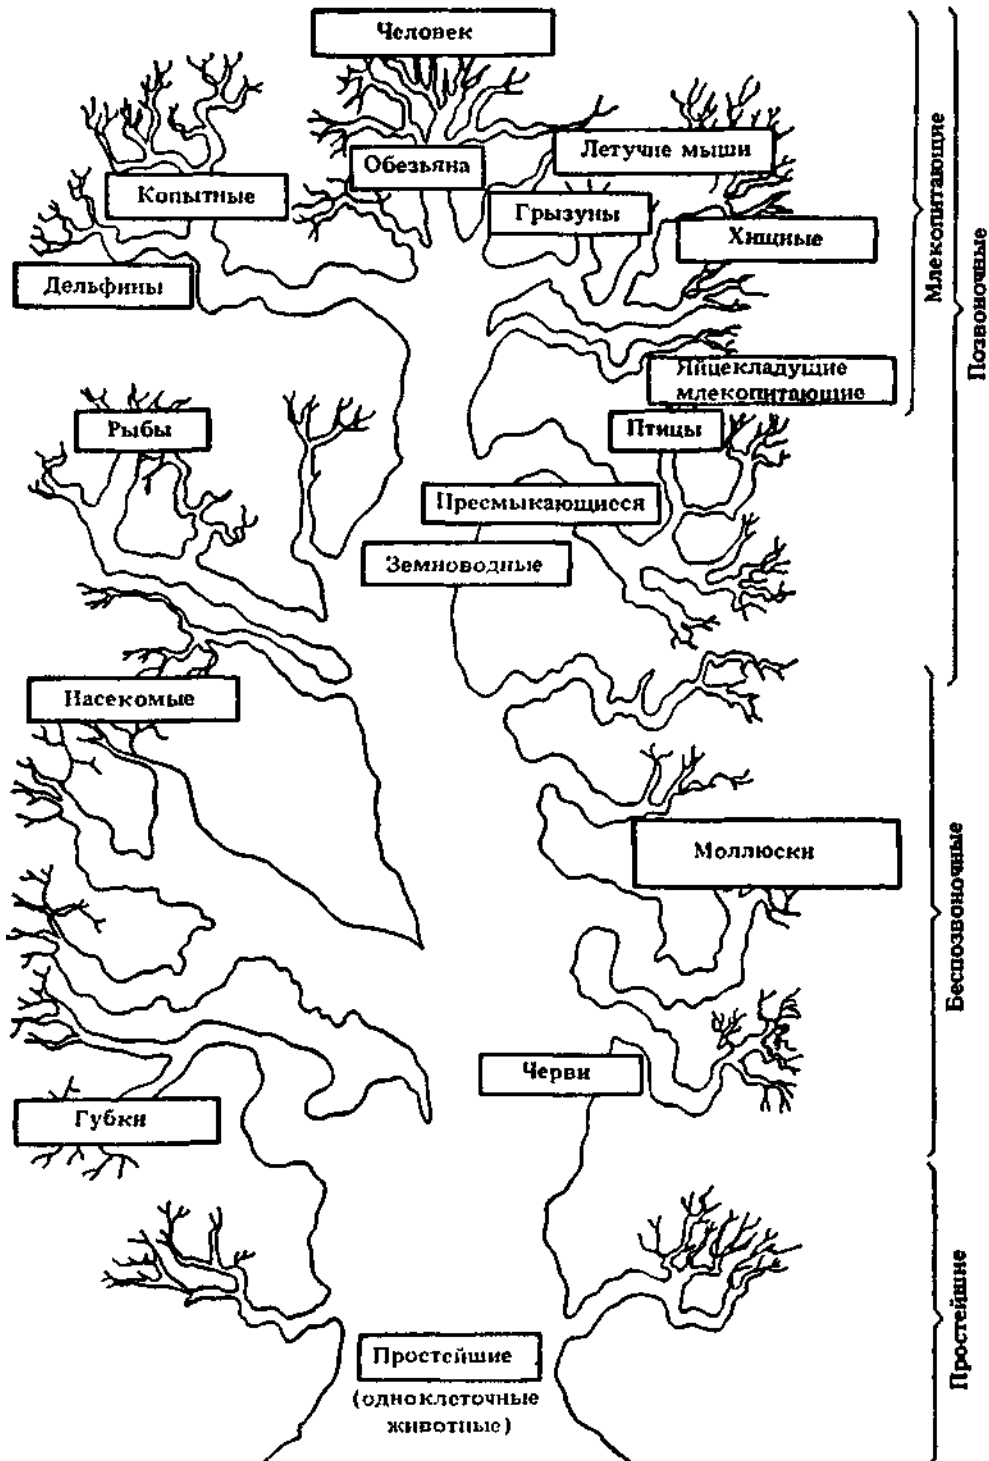 Человек
Летучие мыши
Обезьяна
Копытные
Грызуны
Хищные
Дельфины
Яйцекладущие
млекопитающие
Рыбы
Птицы
Пресмыкающиеся
Земноводные
Насекомые
Моллюски
Черви
Губки
Простейшие
(одноклеточные
животные)
Млекопитающие
Позвоночные
Беспозвоночные
Простейшие